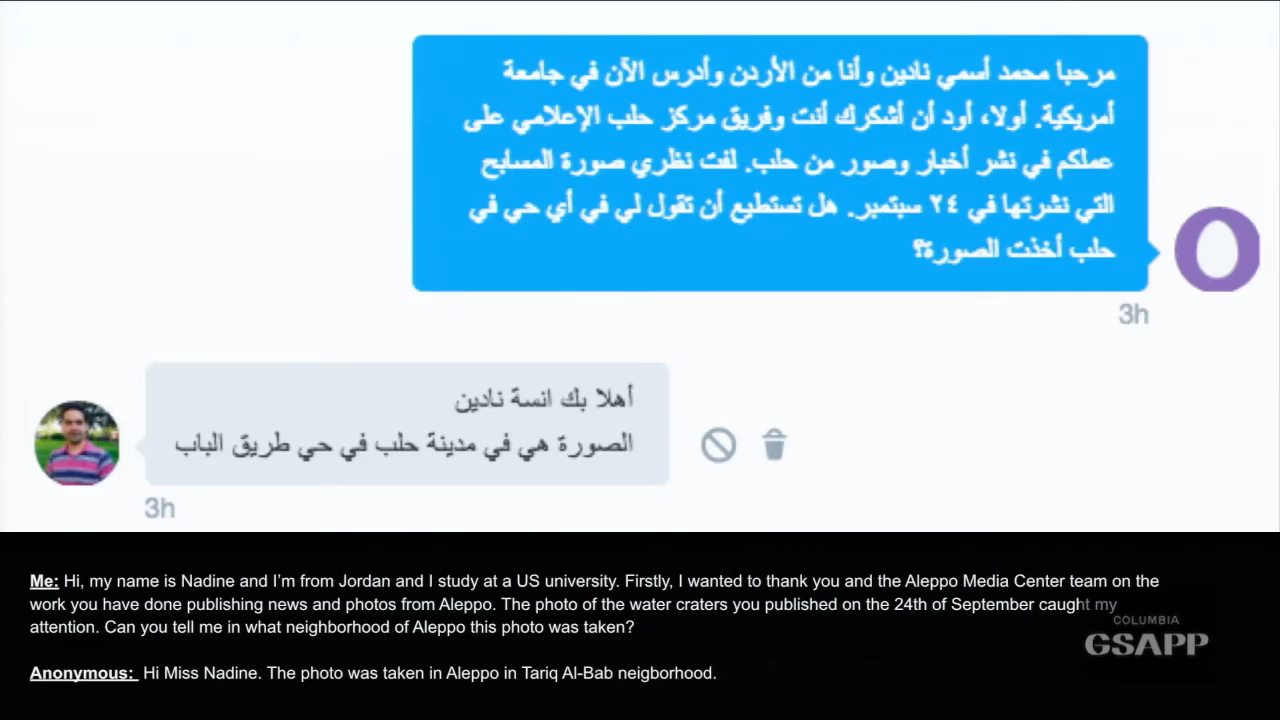 مرحبا محمد أسمي نادين وأنا من الأردن وأدرس الآن في جامعة
أمريكية. أولا، أود أن أشكرك أنت وفريق مركز حلب الإعلامي على
عملكم في نشر أخبار وصور من حلب. لفت نظري صورة المسابح
التي نشرتها في ٢٤ سبتمبر. هل تستطيع أن تقول لي في أي حي في
حلب أخذت الصورة؟
3h
أهلا بك انسة نادين
الصورة هي في مدينة حلب في حي طريق الباب
3h
Me: Hi, my name is Nadine and I'm from Jordan and I study at a US university. Firstly, I wanted to thank you and the Aleppo Media Center team on the
work you have done publishing news and photos from Aleppo. The photo of the water craters you published on the 24th of September caught my
attention. Can you tell me in what neighborhood of Aleppo this photo was taken?
Anonymous: Hi Miss Nadine. The photo was taken in Aleppo in Tariq Al-Bab neigborhood.
COLUMBIA
GSAPP